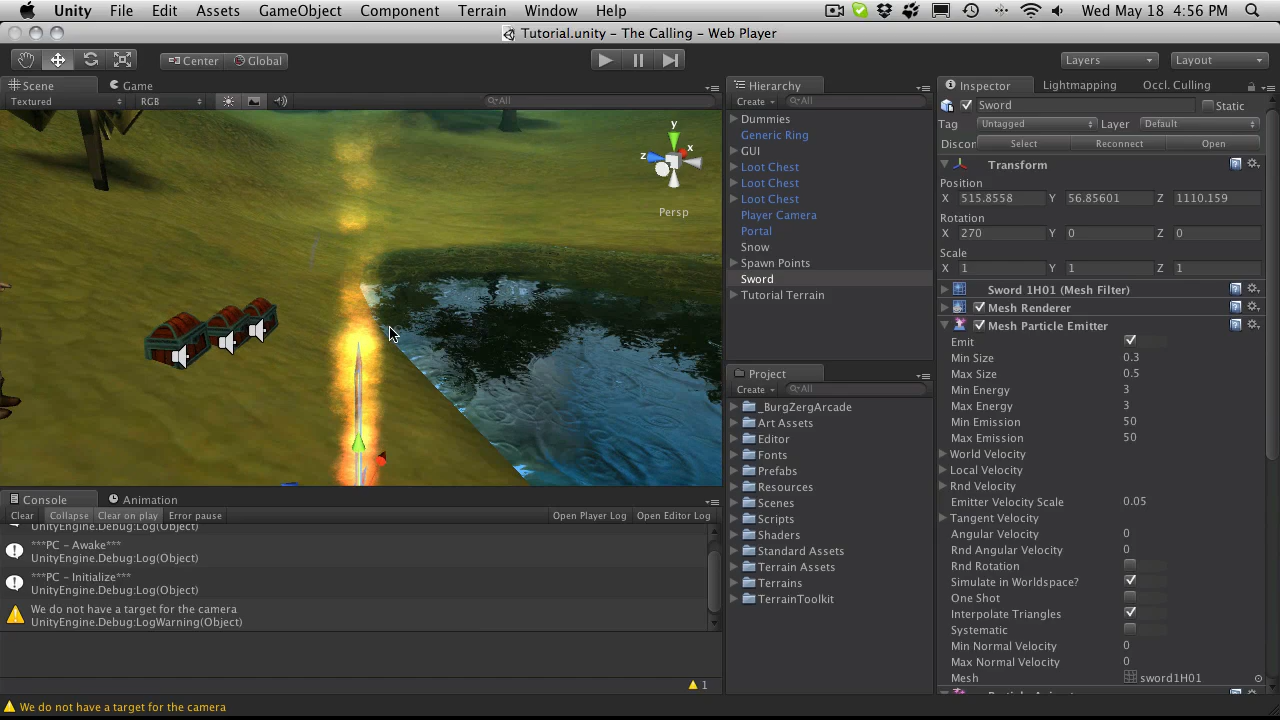 Unity File Edit Assets GameObject Component Terrain Window Help Wed May 18 4:56 PM
Tutorial.unity – The Calling – Web Player
Center Global Layers Layout
Scene Game
Textured RGB All
y
x
z
Persp
Hierarchy
Create All
Dummies
Generic Ring
GUI
Loot Chest
Loot Chest
Loot Chest
Player Camera
Portal
Snow
Spawn Points
Sword
Tutorial Terrain
Project
Create All
_BurgZergArcade
Art Assets
Editor
Fonts
Prefabs
Resources
Scenes
Scripts
Shaders
Standard Assets
Terrain Assets
Terrains
TerrainToolkit
Inspector Lightmapping Occl. Culling
Sword Static
Tag Untagged Layer Default
Discor Select Reconnect Open
Transform
Position
X 515.8558 Y 56.85601 Z 1110.159
Rotation
X 270 Y 0 Z 0
Scale
X 1 Y 1 Z 1
Sword 1H01 (Mesh Filter)
Mesh Renderer
Mesh Particle Emitter
Emit
Min Size 0.3
Max Size 0.5
Min Energy 3
Max Energy 3
Min Emission 50
Max Emission 50
World Velocity
Local Velocity
Rnd Velocity
Emitter Velocity Scale 0.05
Tangent Velocity
Angular Velocity 0
Rnd Angular Velocity 0
Rnd Rotation
Simulate in Worldspace?
One Shot
Interpolate Triangles
Systematic
Min Normal Velocity 0
Max Normal Velocity 0
Mesh sword1H01
Console Animation
Clear Collapse Clear on play Error pause Open Player Log Open Editor Log
UnityEngine.Debug:Log(Object)
***PC – Awake***
UnityEngine.Debug:Log(Object)
***PC – Initialize***
UnityEngine.Debug:Log(Object)
We do not have a target for the camera
UnityEngine.Debug:LogWarning(Object)
1
We do not have a target for the camera